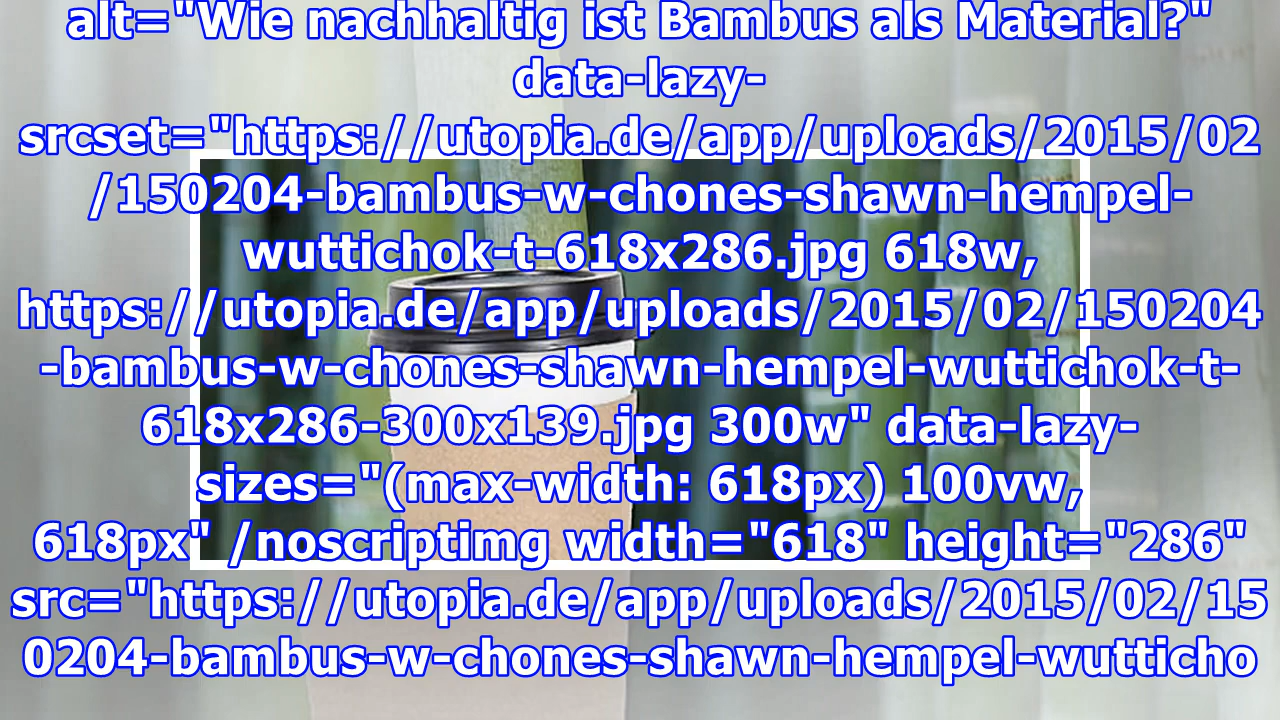 alt="Wie nachhaltig ist Bambus als Material?"
data-lazy-
srcset="https://utopia.de/app/uploads/2015/02
/150204-bambus-w-chones-shawn-hempel-
wuttichok-t-618x286.jpg 618w,
https://utopia.de/app/uploads/2015/02/150204
-bambus-w-chones-shawn-hempel-wuttichok-t-
618x286-300x139.jpg 300w" data-lazy-
sizes="(max-width: 618px) 100vw,
618px" /noscriptimg width="618" height="286"
src="https://utopia.de/app/uploads/2015/02/15
0204-bambus-w-chones-shawn-hempel-wutticho